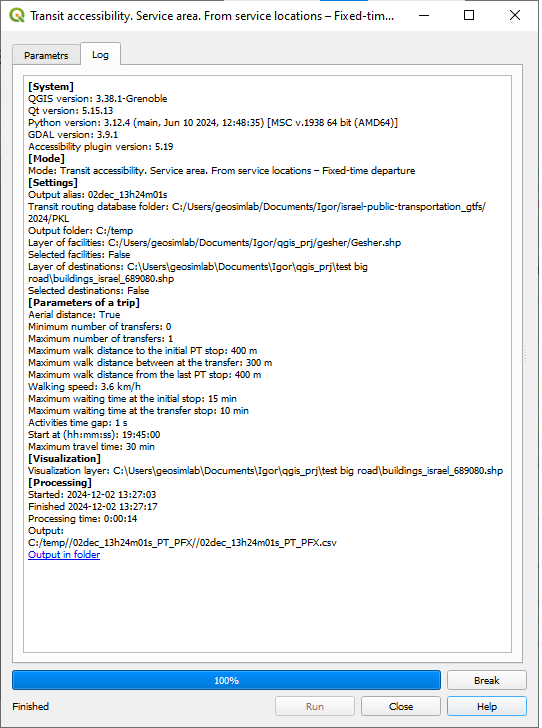 Transit accessibility. Service area. From service locations – Fixed-tim...
Parametrs
Log
[System]
QGIS version: 3.38.1-Grenoble
Qt version: 5.15.13
Python version: 3.12.4 (main, Jun 10 2024, 12:48:35) [MSC v.1938 64 bit (AMD64)]
GDAL version: 3.9.1
Accessibility plugin version: 5.19
[Mode]
Mode: Transit accessibility. Service area. From service locations – Fixed-time departure
[Settings]
Output alias: 02dec_13h24m01s
Transit routing database folder: C:/Users/geosimlab/Documents/Igor/israel-public-transportation_gtfs/
2024/PKL
Output folder: C:/temp
Layer of facilities: C:/Users/geosimlab/Documents/Igor/qgis_prj/gesher/Gesher.shp
Selected facilities: False
Layer of destinations: C:\Users\geosimlab\Documents\Igor\qgis_prj\test big
road\buildings_israel_689080.shp
Selected destinations: False
[Parameters of a trip]
Aerial distance: True
Minimum number of transfers: 0
Maximum number of transfers: 1
Maximum walk distance to the initial PT stop: 400 m
Maximum walk distance between at the transfer: 300 m
Maximum walk distance from the last PT stop: 400 m
Walking speed: 3.6 km/h
Maximum waiting time at the initial stop: 15 min
Maximum waiting time at the transfer stop: 10 min
Activities time gap: 1 s
Start at (hh:mm:ss): 19:45:00
Maximum travel time: 30 min
[Visualization]
Visualization layer: C:\Users\geosimlab\Documents\Igor\qgis_prj\test big road\buildings_israel_689080.shp
[Processing]
Started: 2024-12-02 13:27:03
Finished 2024-12-02 13:27:17
Processing time: 0:00:14
Output:
C:/temp//02dec_13h24m01s_PT_PFX//02dec_13h24m01s_PT_PFX.csv
Output in folder
100%
Break
Finished
Run
Close
Help